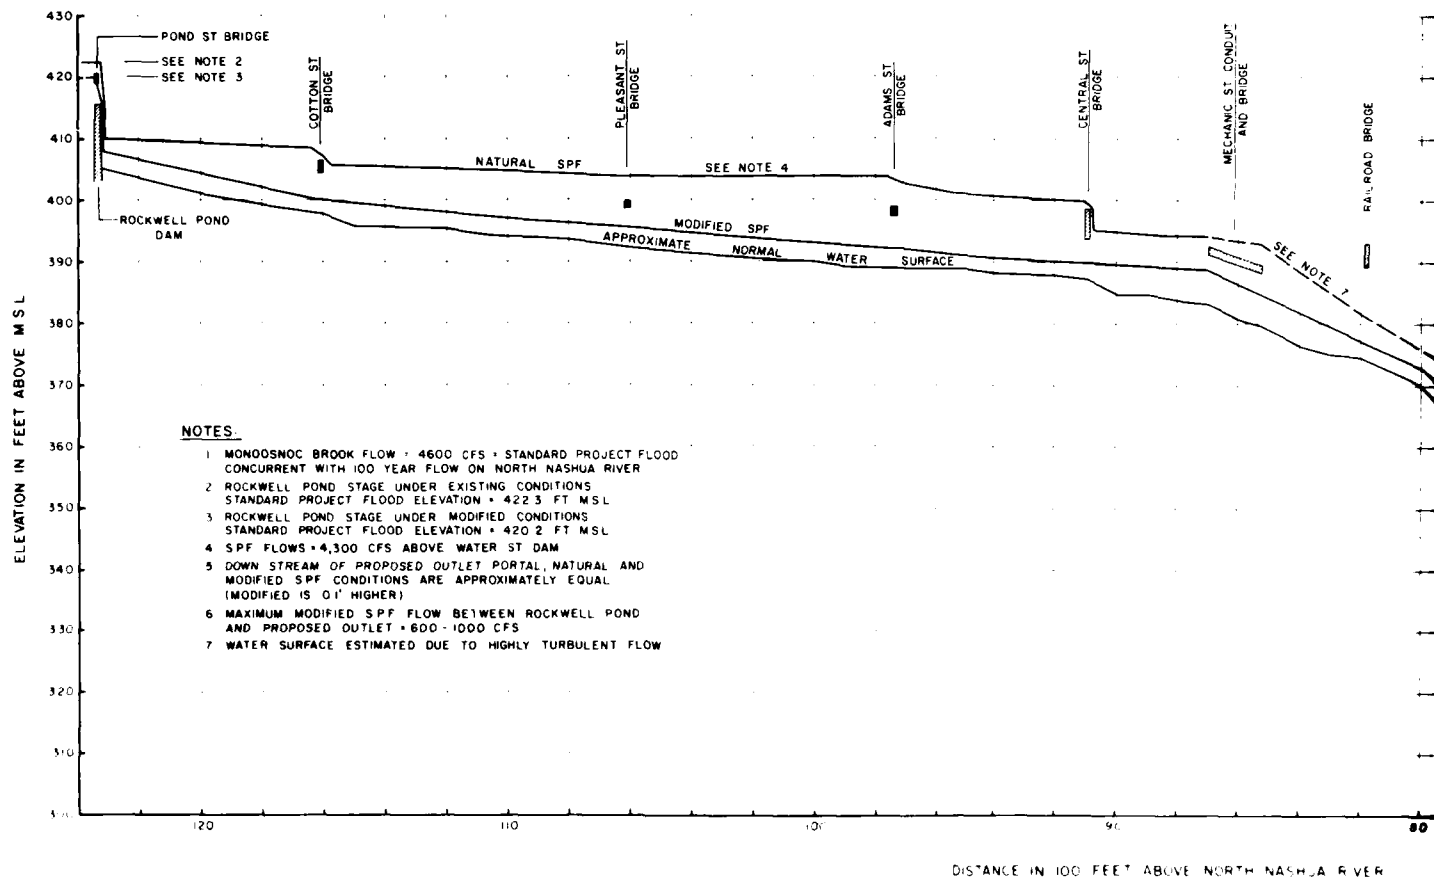 430
420
410
400
390
380
370
360
350
340
330
320
310
ELEVATION IN FEET ABOVE MSL
POND ST BRIDGE
SEE NOTE 2
SEE NOTE 3
ROCKWELL POND
DAM
COTTON ST
BRIDGE
PLEASANT ST
BRIDGE
ADAMS ST
BRIDGE
CENTRAL ST
BRIDGE
MECHANIC ST CONDUIT
AND BRIDGE
RAILROAD BRIDGE
NATURAL SPF
SEE NOTE 4
MODIFIED SPF
APPROXIMATE NORMAL WATER SURFACE
SEE NOTE 7
NOTES:
1 MONOOSNOC BROOK FLOW = 4600 CFS = STANDARD PROJECT FLOOD
CONCURRENT WITH 100 YEAR FLOW ON NORTH NASHUA RIVER
2 ROCKWELL POND STAGE UNDER EXISTING CONDITIONS
STANDARD PROJECT FLOOD ELEVATION = 422 3 FT MSL
3 ROCKWELL POND STAGE UNDER MODIFIED CONDITIONS
STANDARD PROJECT FLOOD ELEVATION = 420 2 FT MSL
4 SPF FLOWS = 4,300 CFS ABOVE WATER ST DAM
5 DOWN STREAM OF PROPOSED OUTLET PORTAL, NATURAL AND
MODIFIED SPF CONDITIONS ARE APPROXIMATELY EQUAL
(MODIFIED IS 0 1' HIGHER)
6 MAXIMUM MODIFIED SPF FLOW BETWEEN ROCKWELL POND
AND PROPOSED OUTLET = 600 - 1000 CFS
7 WATER SURFACE ESTIMATED DUE TO HIGHLY TURBULENT FLOW
120
110
80
DISTANCE IN 100 FEET ABOVE NORTH NASHUA RIVER